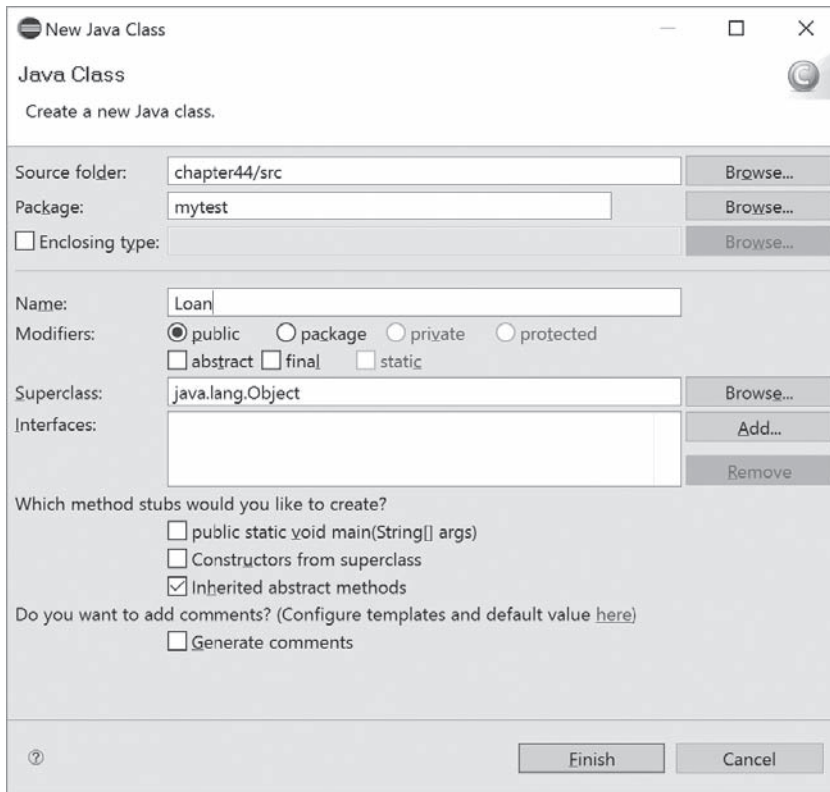 New Java Class
Java Class
Create a new Java class.
Source folder: chapter44/src Browse...
Package: mytest Browse...
Enclosing type: Browse...
Name: Loan
Modifiers: public package private protected
abstract final static
Superclass: java.lang.Object Browse...
Interfaces: Add...
Remove
Which method stubs would you like to create?
public static void main(String[] args)
Constructors from superclass
Inherited abstract methods
Do you want to add comments? (Configure templates and default value here)
Generate comments
Finish Cancel